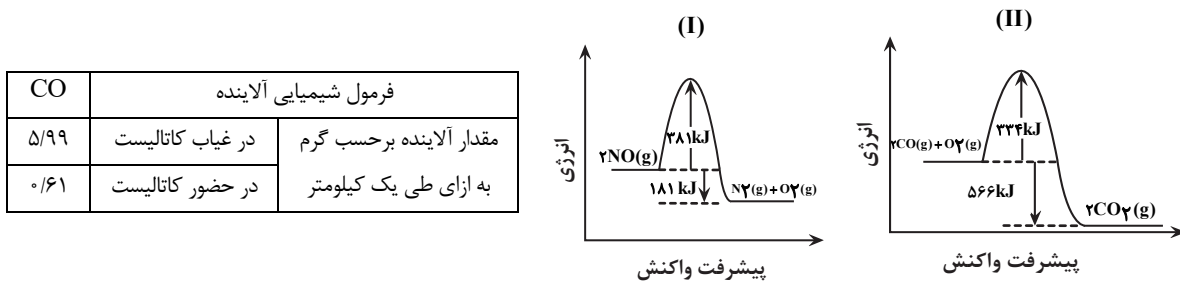 فرمول شیمیایی آلاینده CO
مقدار آلاینده برحسب گرم به ازای طی یک کیلومتر
در غیاب کاتالیست ۵/۹۹
در حضور کاتالیست ۰/۶۱
(I)
انرژی
۳۸۱kJ
۲NO(g)
۱۸۱ kJ
N۲(g)+O۲(g)
پیشرفت واکنش
(II)
انرژی
۳۳۴kJ
۲CO(g)+O۲(g)
۵۶۶kJ
۲CO۲(g)
پیشرفت واکنش